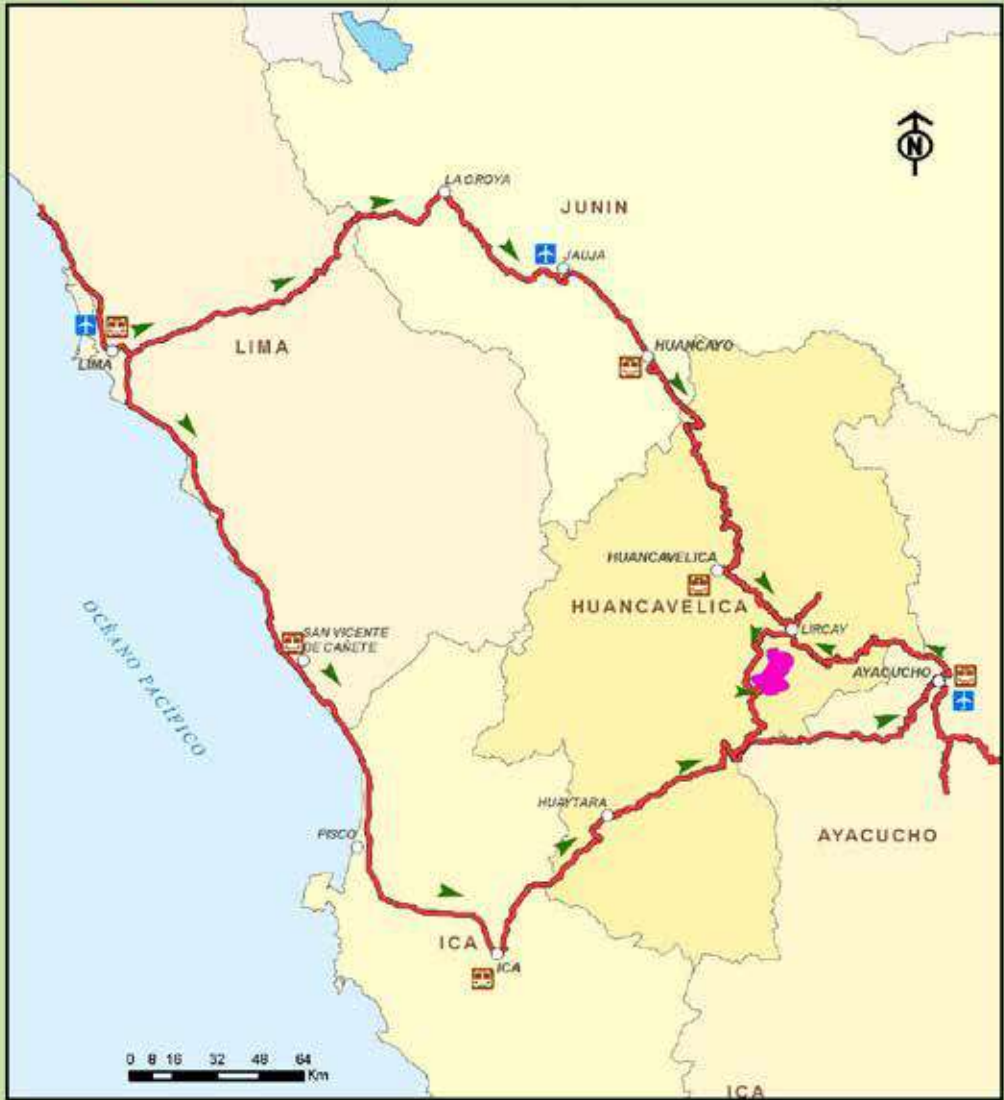 N
LA OROYA
JUNIN
JAUJA
LIMA
LIMA
HUANCAYO
HUANCAVELICA
HUANCAVELICA
LIRCAY
AYACUCHO
SAN VICENTE
DE CAÑETE
OCÉANO PACÍFICO
HUAYTARA
PISCO
AYACUCHO
ICA
ICA
0 8 16 32 48 64
Km
ICA